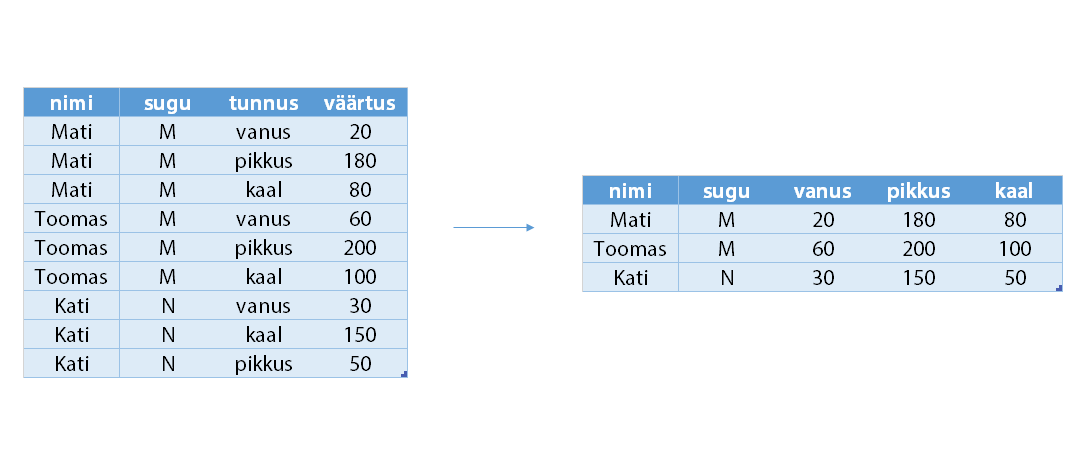 nimi sugu tunnus väärtus
Mati M vanus 20
Mati M pikkus 180
Mati M kaal 80
Toomas M vanus 60
Toomas M pikkus 200
Toomas M kaal 100
Kati N vanus 30
Kati N kaal 150
Kati N pikkus 50
nimi sugu vanus pikkus kaal
Mati M 20 180 80
Toomas M 60 200 100
Kati N 30 150 50